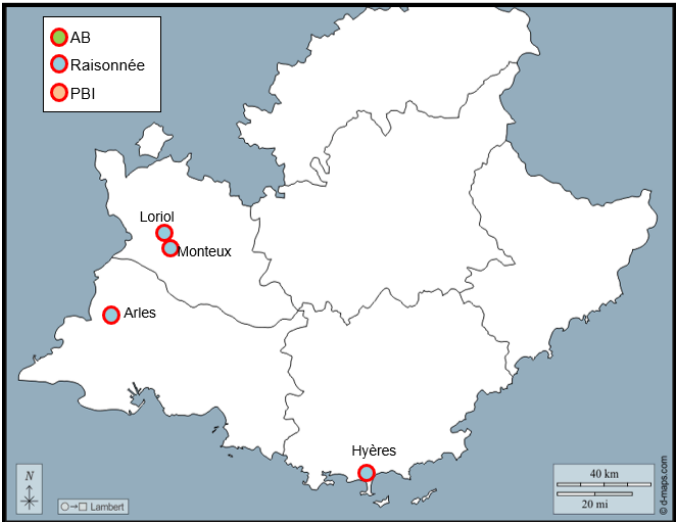 AB
Raisonnée
PBI
Loriol
Monteux
Arles
Hyères
N
Lambert
40 km
20 mi
© d-maps.com